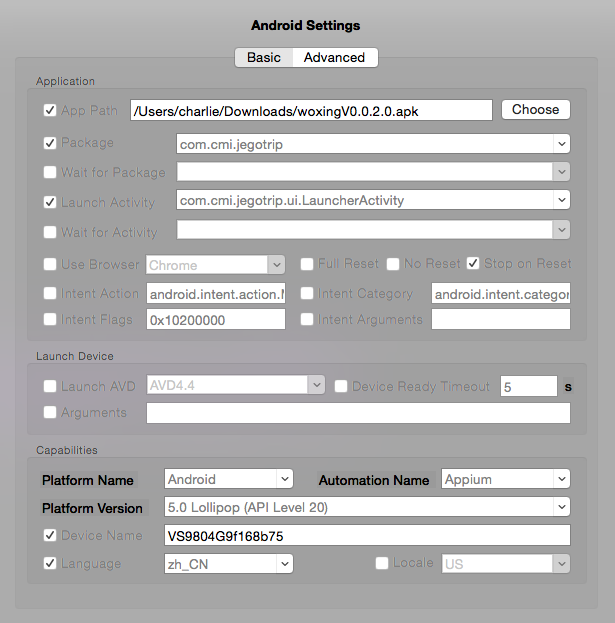 Android Settings
Basic Advanced
Application
App Path /Users/charlie/Downloads/woxingV0.0.2.0.apk Choose
Package com.cmi.jegotrip
Wait for Package
Launch Activity com.cmi.jegotrip.ui.LauncherActivity
Wait for Activity
Use Browser Chrome Full Reset No Reset Stop on Reset
Intent Action android.intent.action.M Intent Category android.intent.categor
Intent Flags 0x10200000 Intent Arguments
Launch Device
Launch AVD AVD4.4 Device Ready Timeout 5 s
Arguments
Capabilities
Platform Name Android Automation Name Appium
Platform Version 5.0 Lollipop (API Level 20)
Device Name VS9804G9f168b75
Language zh_CN Locale US